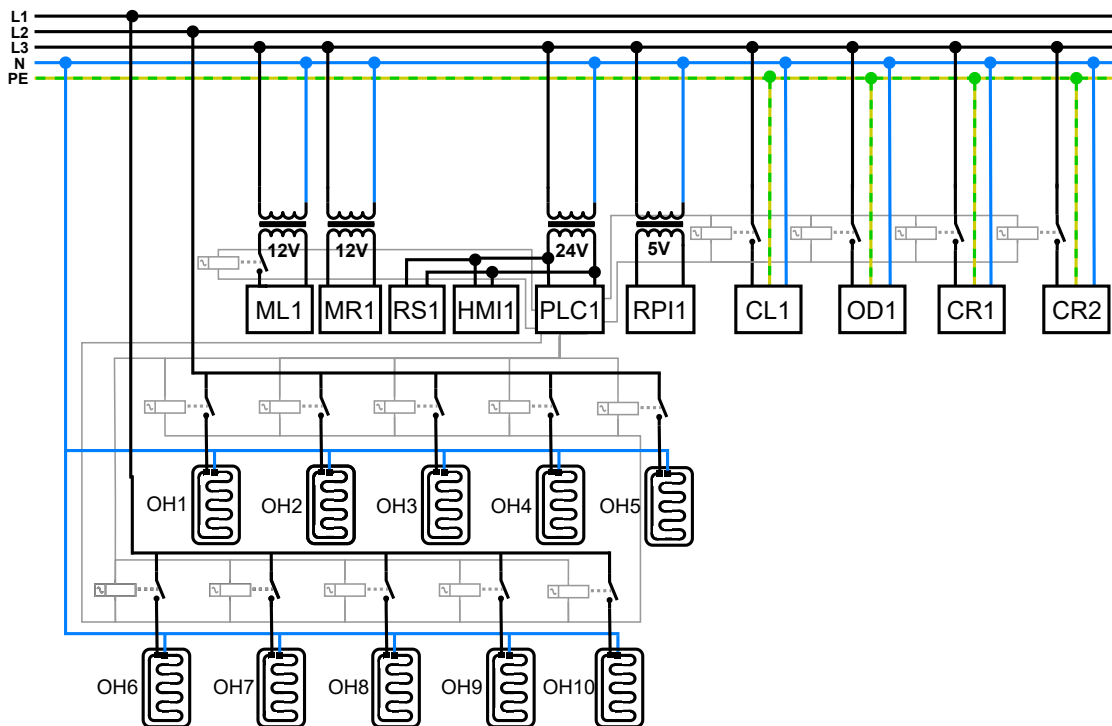 L1
L2
L3
N
PE
12V 12V 24V 5V
ML1 MR1 RS1 HMI1 PLC1 RPI1 CL1 OD1 CR1 CR2
OH1 OH2 OH3 OH4 OH5
OH6 OH7 OH8 OH9 OH10